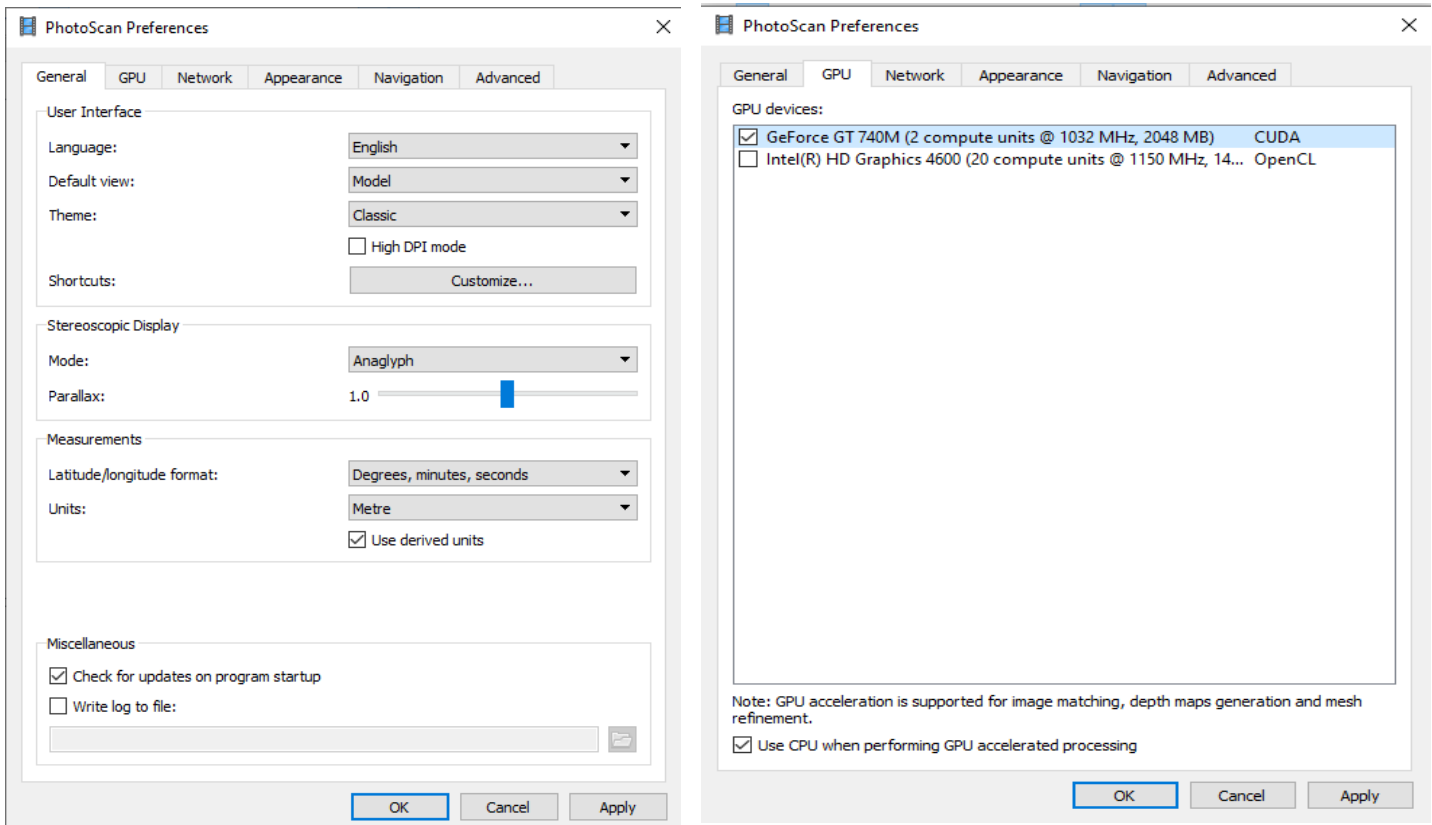 PhotoScan Preferences
General GPU Network Appearance Navigation Advanced
User Interface
Language: English
Default view: Model
Theme: Classic
High DPI mode
Shortcuts: Customize...
Stereoscopic Display
Mode: Anaglyph
Parallax: 1.0
Measurements
Latitude/longitude format: Degrees, minutes, seconds
Units: Metre
Use derived units
Miscellaneous
Check for updates on program startup
Write log to file:
OK Cancel Apply
PhotoScan Preferences
General GPU Network Appearance Navigation Advanced
GPU devices:
GeForce GT 740M (2 compute units @ 1032 MHz, 2048 MB) CUDA
Intel(R) HD Graphics 4600 (20 compute units @ 1150 MHz, 14... OpenCL
Note: GPU acceleration is supported for image matching, depth maps generation and mesh
refinement.
Use CPU when performing GPU accelerated processing
OK Cancel Apply